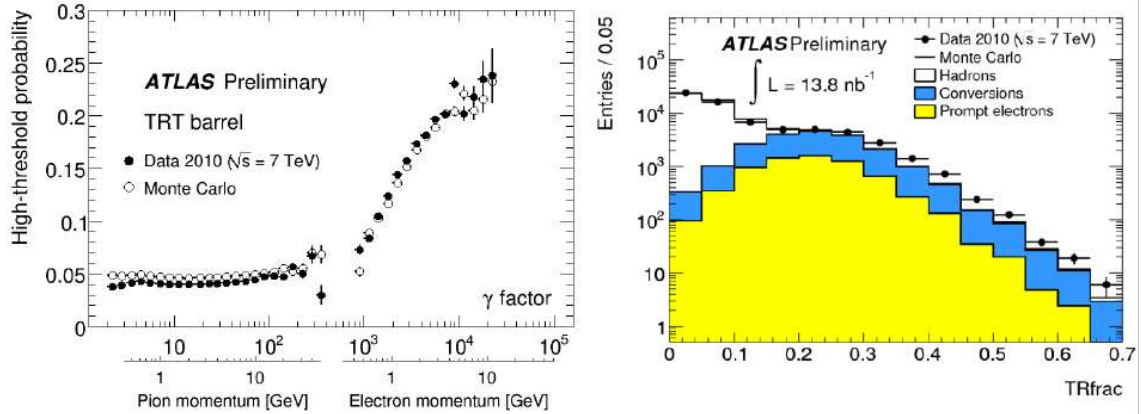 High-threshold probability
0.25
0.2
0.15
0.1
0.05
0
ATLAS Preliminary
TRT barrel
Data 2010 (√s = 7 TeV)
Monte Carlo
γ factor
10
10²
10³
10⁴
10⁵
1
10
1
10
Pion momentum [GeV]
Electron momentum [GeV]
Entries / 0.05
10⁵
10⁴
10³
10²
10
1
ATLAS Preliminary
∫ L = 13.8 nb⁻¹
Data 2010 (√s = 7 TeV)
Monte Carlo
Hadrons
Conversions
Prompt electrons
0
0.1
0.2
0.3
0.4
0.5
0.6
0.7
TRfrac